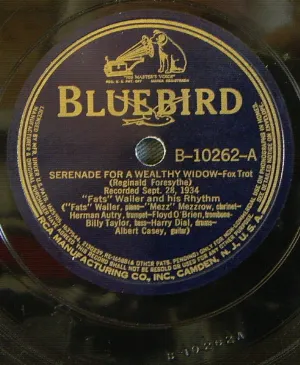 "HIS MASTER'S VOICE"
BLUEBIRD
B-10262-A
SERENADE FOR A WEALTHY WIDOW-Fox Trot
(Reginald Forsythe)
Recorded Sept. 28, 1934
"Fats" Waller and his Rhythm
("Fats" Waller, piano-"Mezz" Mezzrow, clarinet-
Herman Autry, trumpet-Floyd O'Brien, trombone-
Billy Taylor, bass-Harry Dial, drums-
Albert Casey, guitar)
RCA MANUFACTURING CO., INC., CAMDEN, N. J., U. S. A.
B-10262A